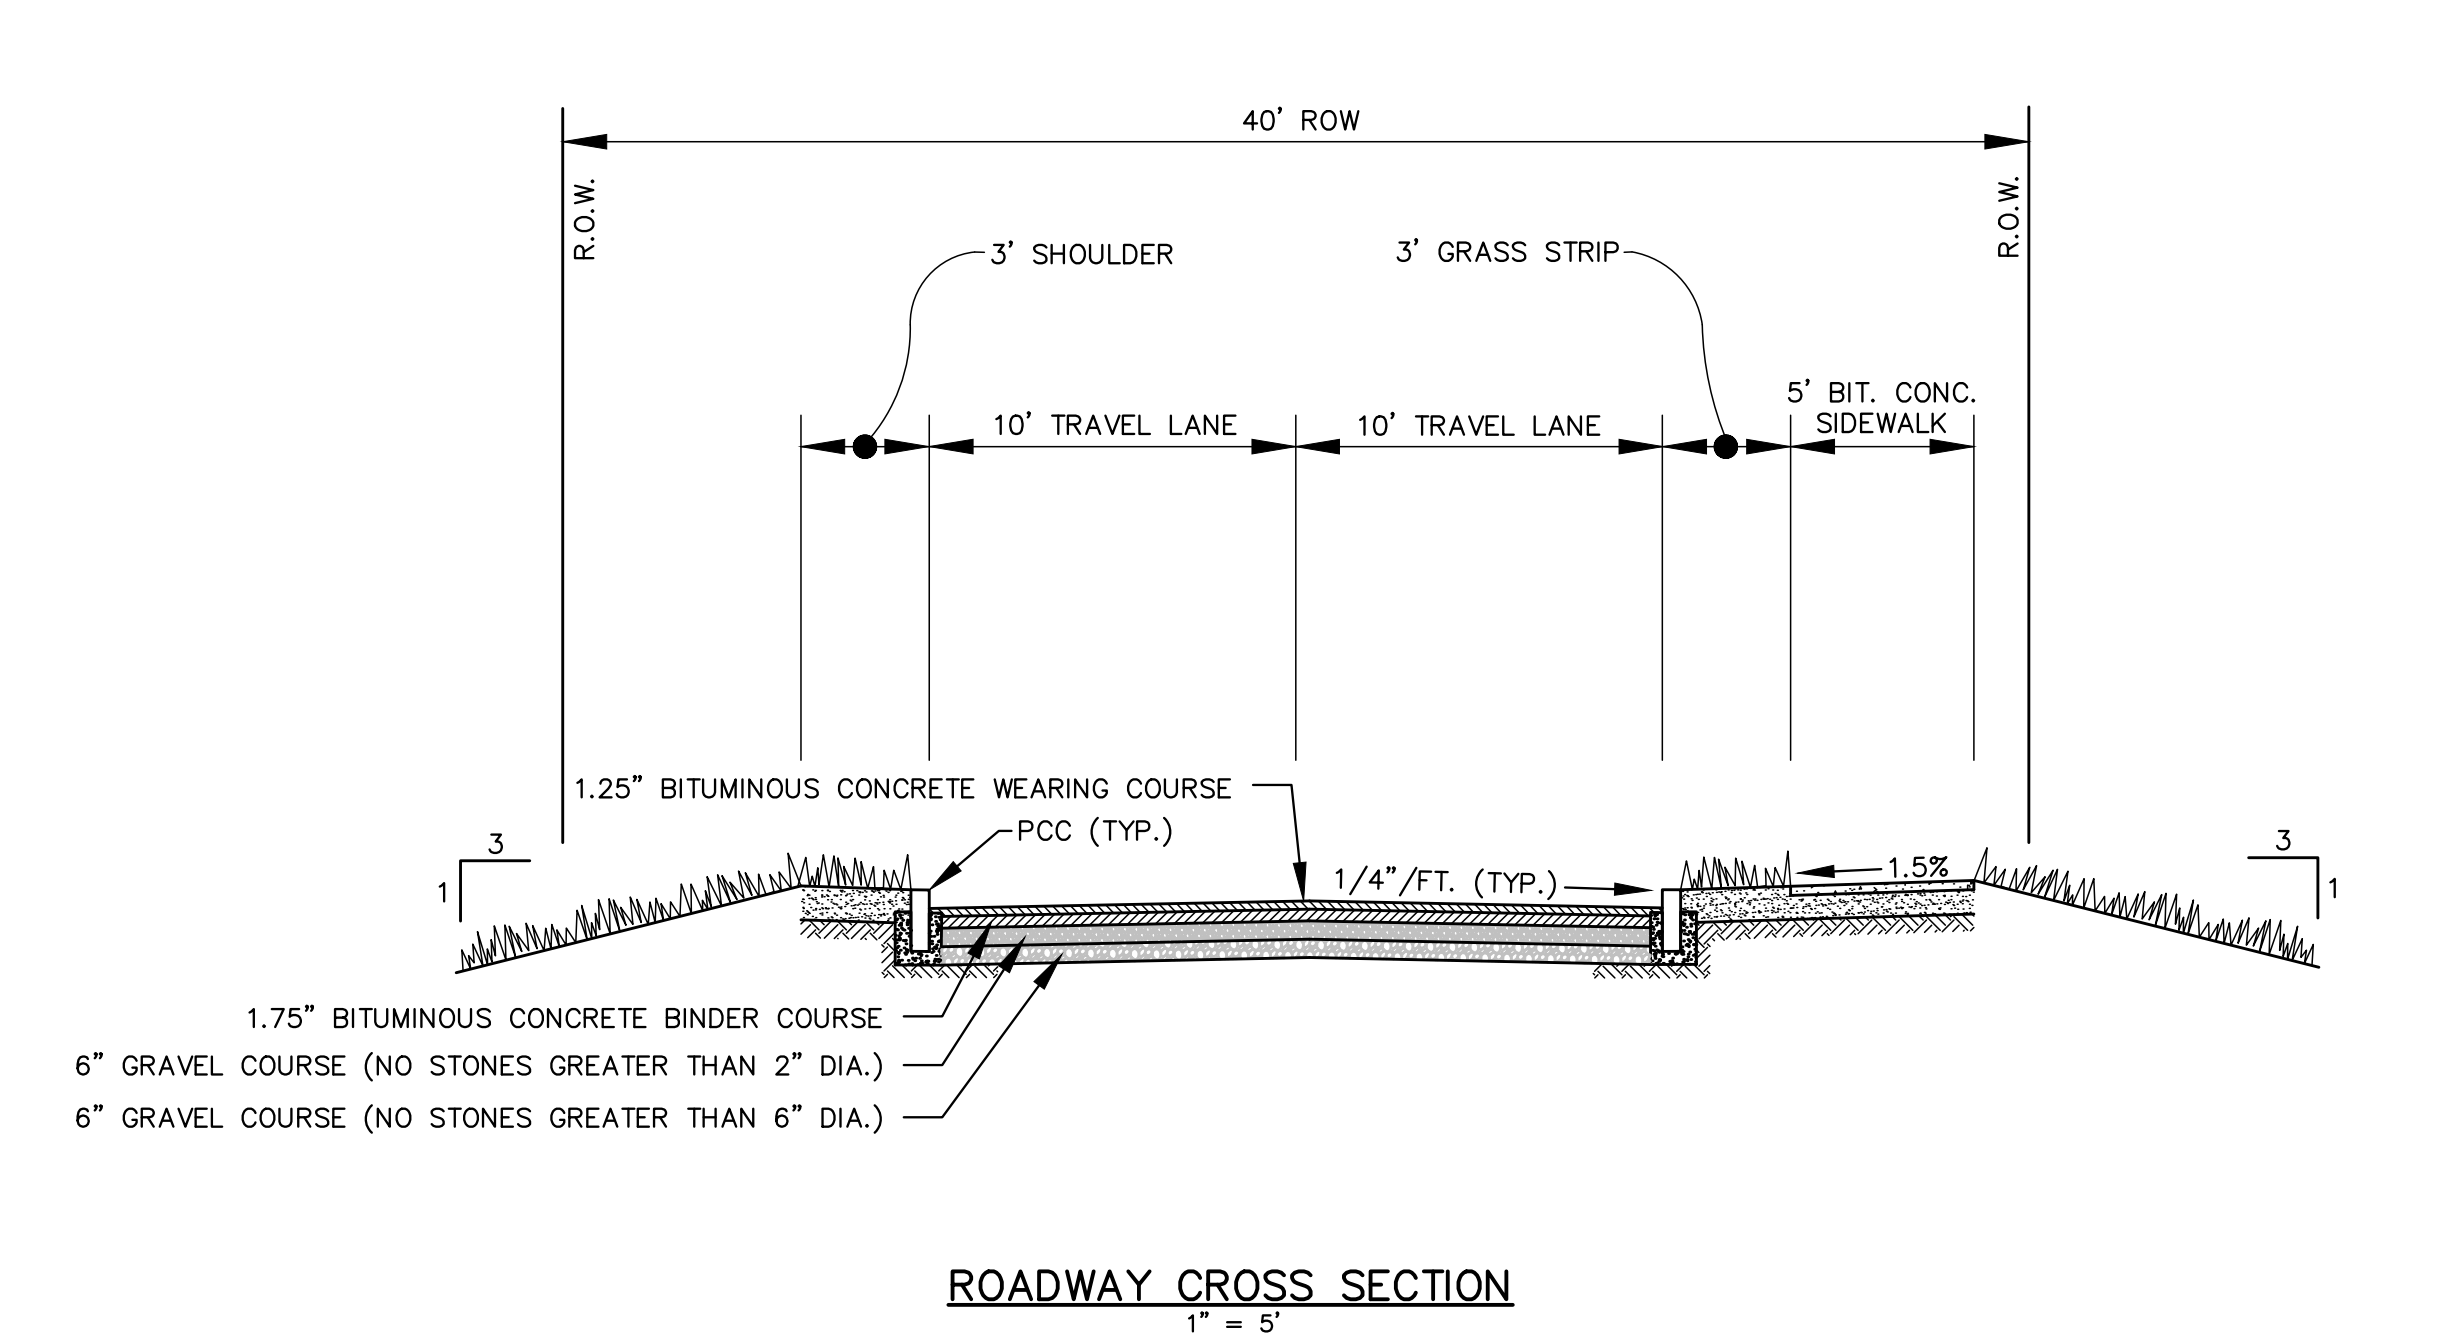 40' ROW
R.O.W.
R.O.W.
3' SHOULDER
3' GRASS STRIP
5' BIT. CONC.
SIDEWALK
10' TRAVEL LANE
10' TRAVEL LANE
1.25" BITUMINOUS CONCRETE WEARING COURSE
PCC (TYP.)
3
1
1/4"/FT. (TYP.)
1.5%
3
1
1.75" BITUMINOUS CONCRETE BINDER COURSE
6" GRAVEL COURSE (NO STONES GREATER THAN 2" DIA.)
6" GRAVEL COURSE (NO STONES GREATER THAN 6" DIA.)
ROADWAY CROSS SECTION
1" = 5'